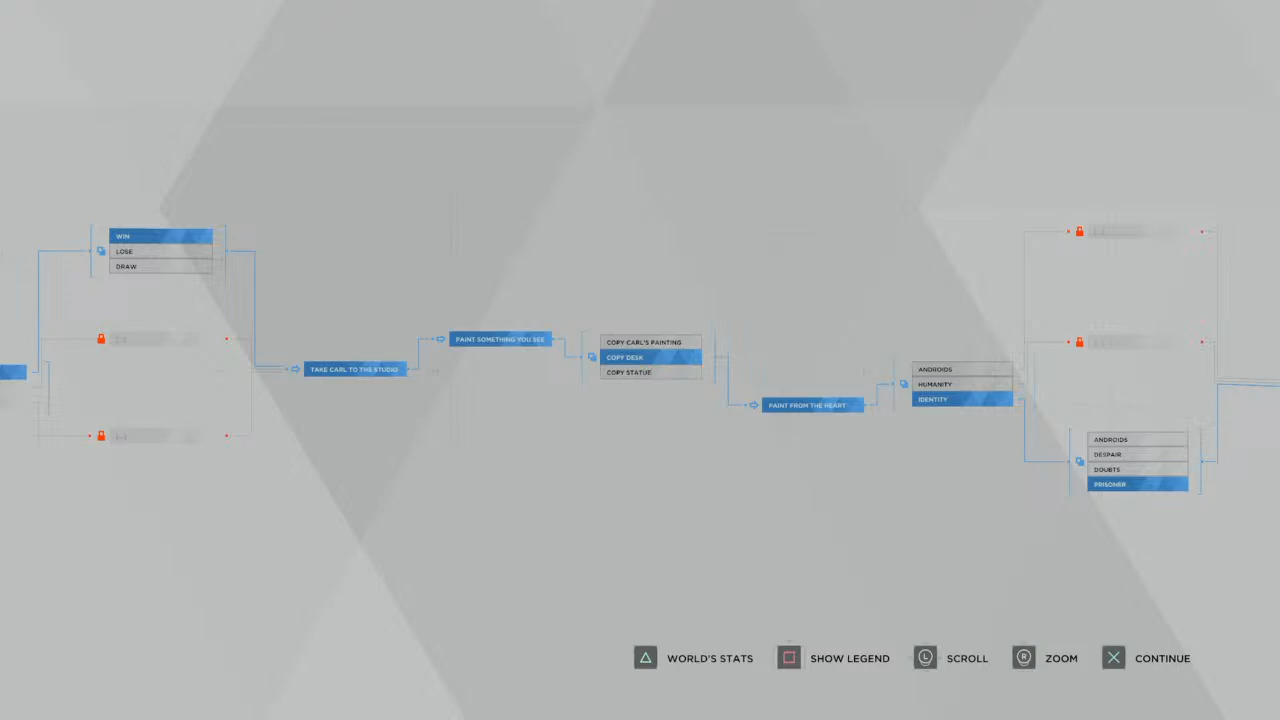 WIN
LOSE
DRAW
TAKE CARL TO THE STUDIO
PAINT SOMETHING YOU SEE
COPY CARL'S PAINTING
COPY DESK
COPY STATUE
PAINT FROM THE HEART
ANDROIDS
HUMANITY
IDENTITY
ANDROIDS
DESPAIR
DOUBTS
PRISONER
WORLD'S STATS
SHOW LEGEND
L SCROLL
R ZOOM
CONTINUE